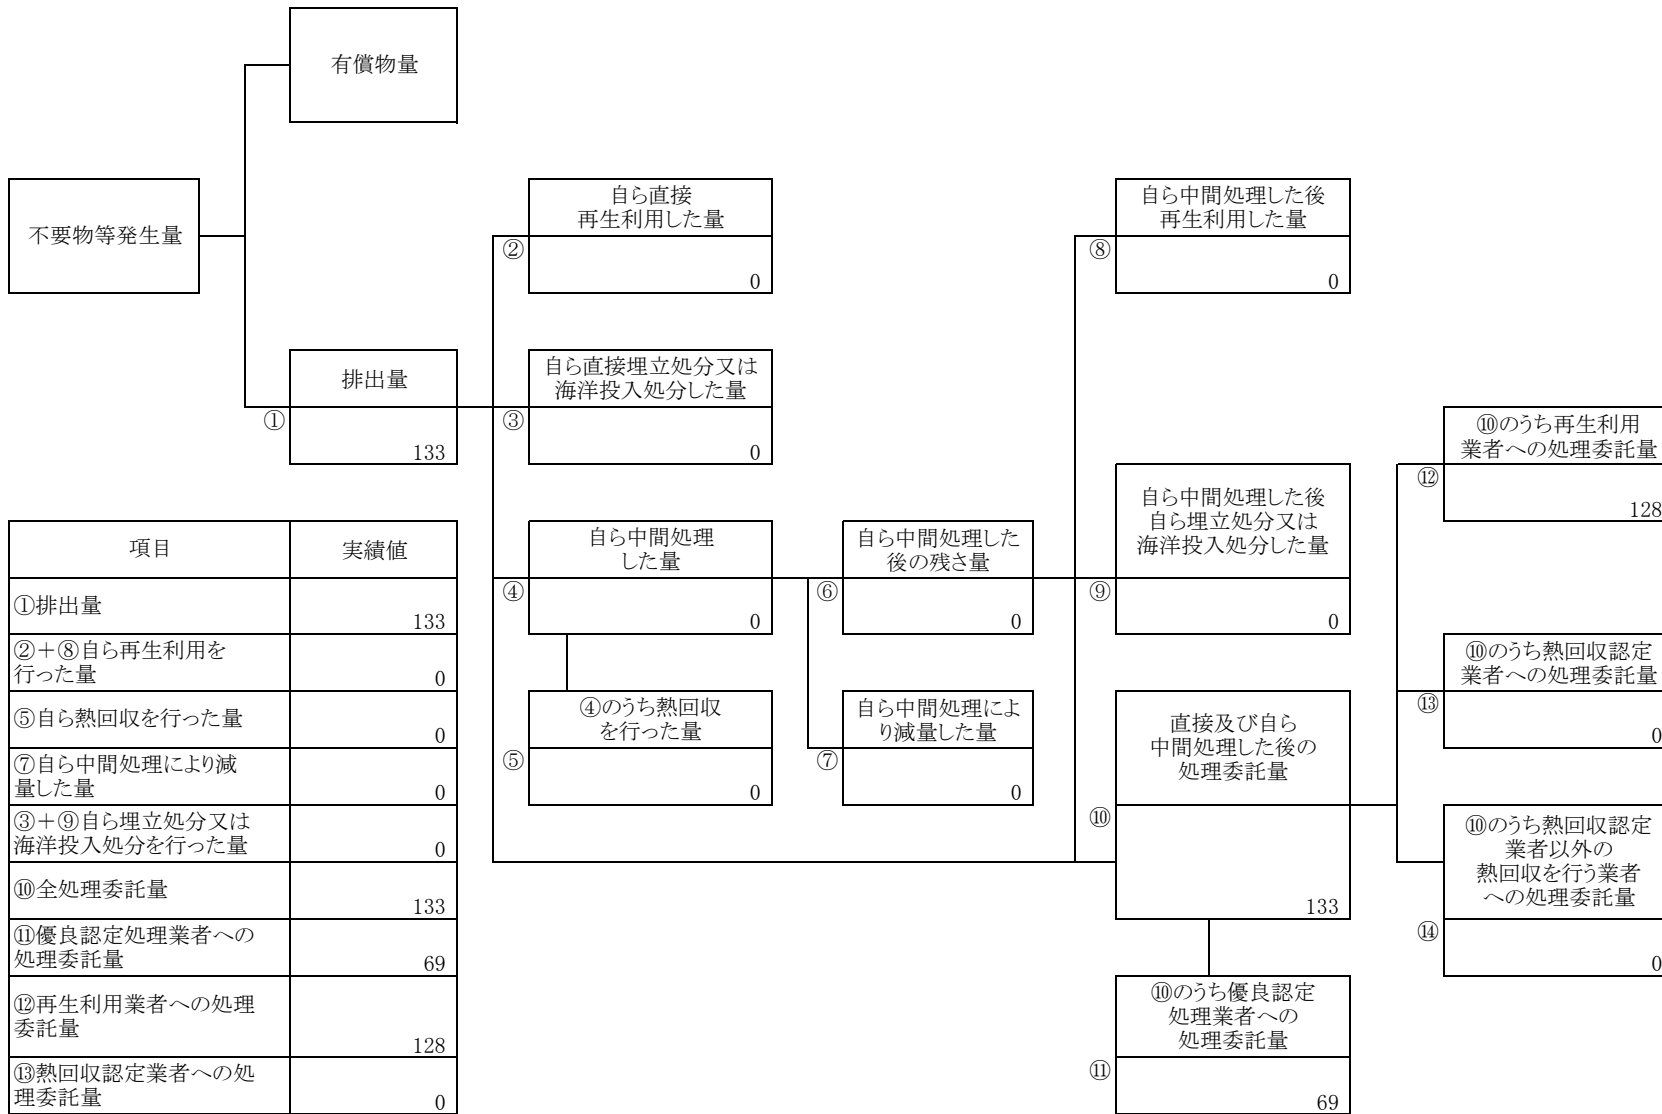 有償物量
不要物等発生量
自ら直接
再生利用した量
②
0
自ら中間処理した後
再生利用した量
⑧
0
排出量
①
133
自ら直接埋立処分又は
海洋投入処分した量
③
0
⑩のうち再生利用
業者への処理委託量
⑫
128
自ら中間処理
した量
④
0
自ら中間処理した
後の残さ量
⑥
0
自ら中間処理した後
自ら埋立処分又は
海洋投入処分した量
⑨
0
⑩のうち熱回収認定
業者への処理委託量
⑬
0
④のうち熱回収
を行った量
⑤
0
自ら中間処理によ
り減量した量
⑦
0
直接及び自ら
中間処理した後の
処理委託量
⑩
133
⑩のうち熱回収認定
業者以外の
熱回収を行う業者
への処理委託量
⑭
0
⑩のうち優良認定
処理業者への
処理委託量
⑪
69
項目 実績値
①排出量 133
②+⑧自ら再生利用を
行った量 0
⑤自ら熱回収を行った量 0
⑦自ら中間処理により減
量した量 0
③+⑨自ら埋立処分又は
海洋投入処分を行った量 0
⑩全処理委託量 133
⑪優良認定処理業者への
処理委託量 69
⑫再生利用業者への処理
委託量 128
⑬熱回収認定業者への処
理委託量 0